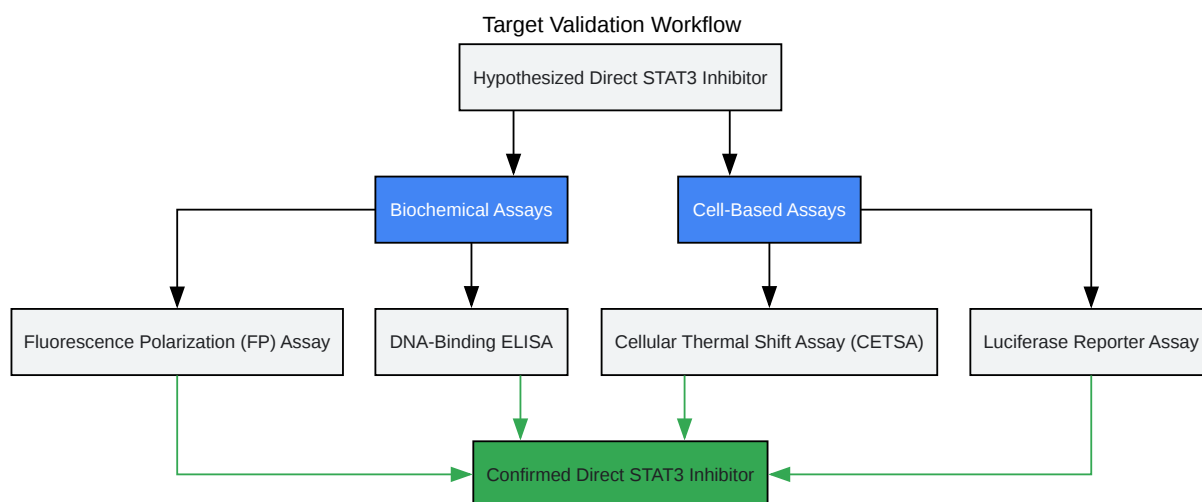 Target Validation Workflow
Hypothesized Direct STAT3 Inhibitor
Biochemical Assays
Cell-Based Assays
Fluorescence Polarization (FP) Assay
DNA-Binding ELISA
Cellular Thermal Shift Assay (CETSA)
Luciferase Reporter Assay
Confirmed Direct STAT3 Inhibitor